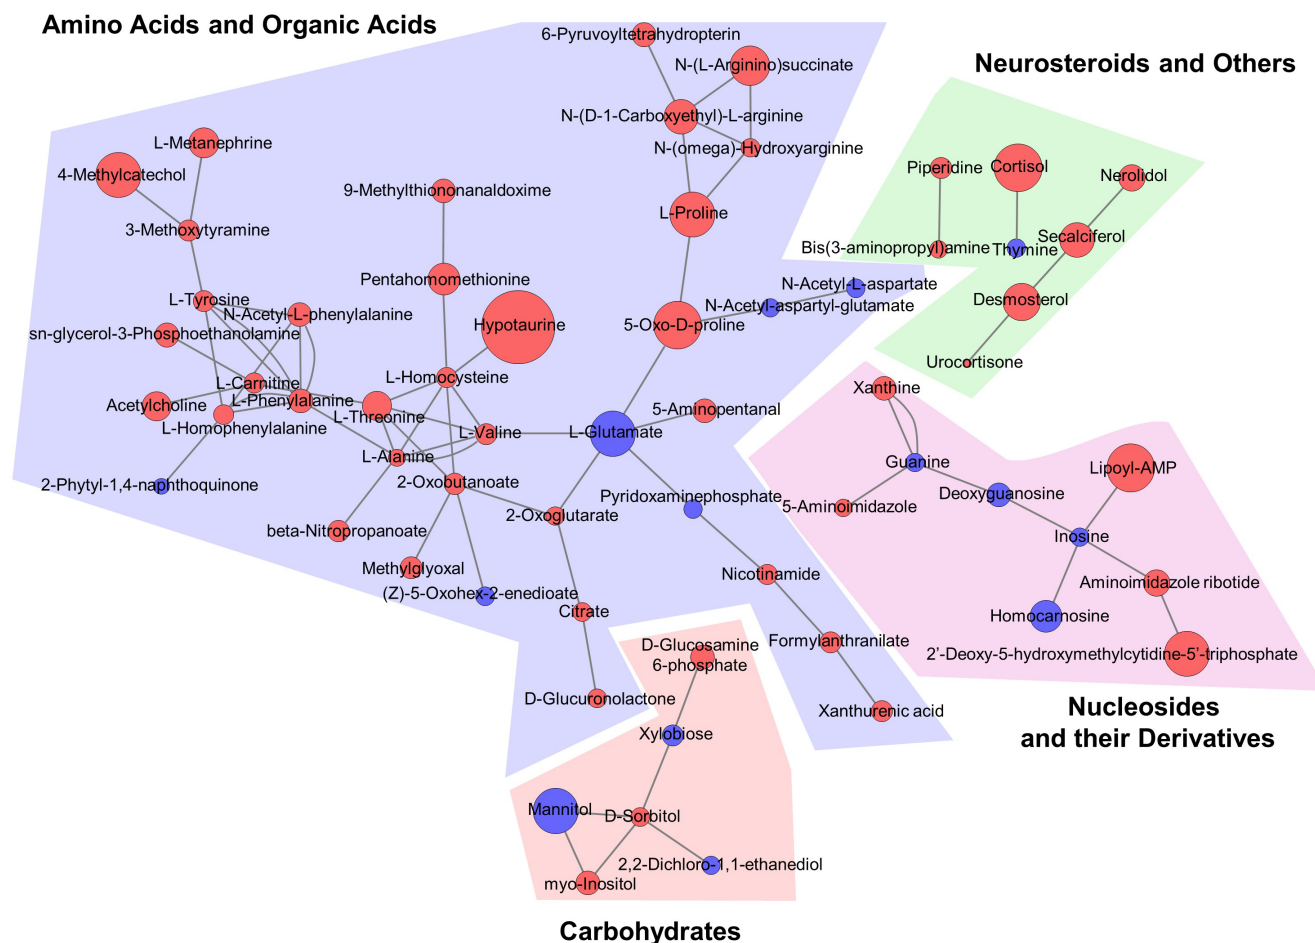 Amino Acids and Organic Acids
6-Pyruvoyltetrahydropterin
N-(L-Arginino)succinate
N-(D-1-Carboxyethyl)-L-arginine
N-(omega)-Hydroxyarginine
L-Metanephrine
4-Methylcatechol
3-Methoxytyramine
9-Methylthiononanaldoxime
L-Proline
Pentahomomethionine
L-Tyrosine
N-Acetyl-L-phenylalanine
sn-glycerol-3-Phosphoethanolamine
Hypotaurine
5-Oxo-D-proline
N-Acetyl-L-aspartate
N-Acetyl-aspartyl-glutamate
L-Carnitine
L-Homocysteine
Acetylcholine
L-Phenylalanine
L-Threonine
L-Homophenylalanine
L-Valine
L-Glutamate
5-Aminopentanal
L-Alanine
2-Phytyl-1,4-naphthoquinone
2-Oxobutanoate
Pyridoxaminephosphate
beta-Nitropropanoate
2-Oxoglutarate
Methylglyoxal
(Z)-5-Oxohex-2-enedioate
Citrate
Nicotinamide
Formylanthranilate
D-Glucuronolactone
Xanthurenic acid
Neurosteroids and Others
Piperidine
Cortisol
Nerolidol
Bis(3-aminopropyl)amine
Thymine
Secalciferol
Desmosterol
Urocortisone
Xanthine
Guanine
Lipoyl-AMP
Deoxyguanosine
5-Aminoimidazole
Inosine
Aminoimidazole ribotide
Homocarnosine
2'-Deoxy-5-hydroxymethylcytidine-5'-triphosphate
Nucleosides
and their Derivatives
D-Glucosamine
6-phosphate
Xylobiose
Mannitol
D-Sorbitol
2,2-Dichloro-1,1-ethanediol
myo-Inositol
Carbohydrates